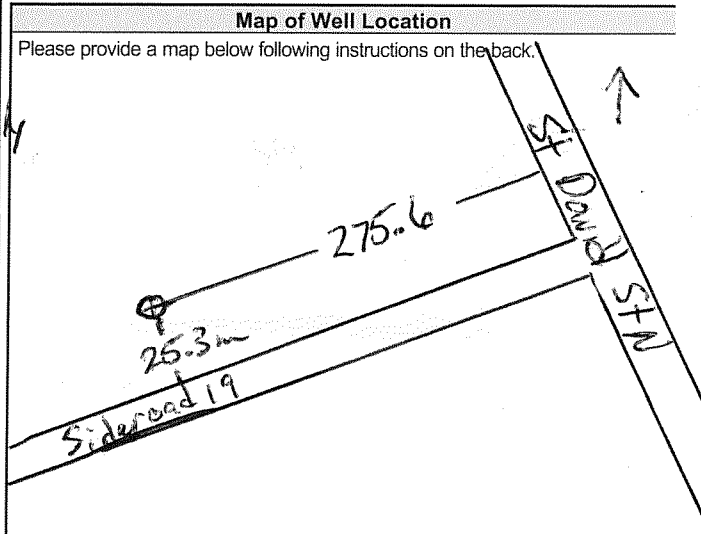 Map of Well Location
Please provide a map below following instructions on the back.
St David St N
275.6
25.3m
Sideroad 19